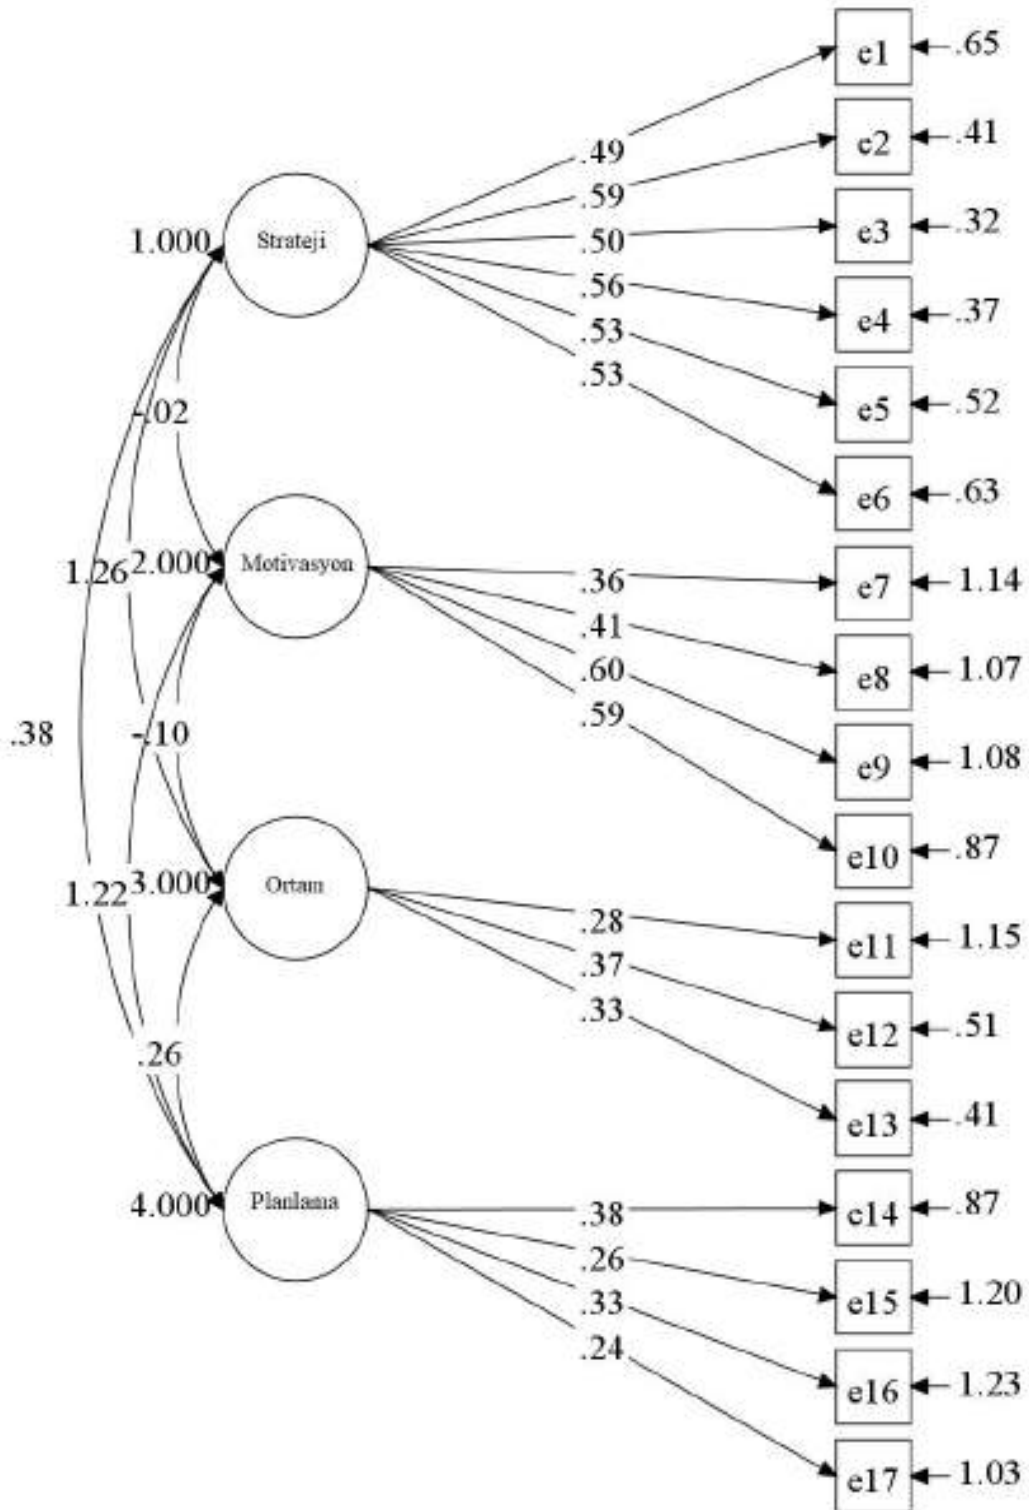 e1 .65
.49 e2 .41
.59
1.000 Strateji .50 e3 .32
.56 e4 .37
.53
.53 e5 .52
-.02
e6 .63
1.26 2.000 Motivasyon .36 e7 1.14
.41
.60 e8 1.07
.59
.38 -.10 e9 1.08
e10 .87
1.22 3.000 Ortam .28 e11 1.15
.37
.33 e12 .51
.26
e13 .41
4.000 Planlama .38 e14 .87
.26
.33 e15 1.20
.24
e16 1.23
e17 1.03